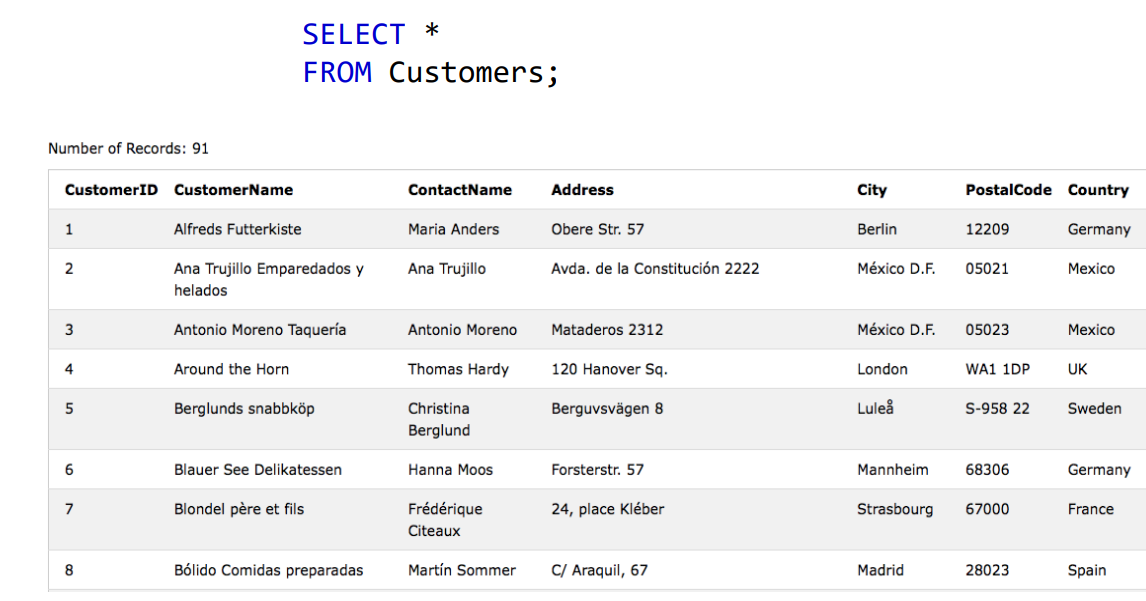 SELECT *
FROM Customers;
Number of Records: 91
CustomerID CustomerName ContactName Address City PostalCode Country
1 Alfreds Futterkiste Maria Anders Obere Str. 57 Berlin 12209 Germany
2 Ana Trujillo Emparedados y helados Ana Trujillo Avda. de la Constitución 2222 México D.F. 05021 Mexico
3 Antonio Moreno Taquería Antonio Moreno Mataderos 2312 México D.F. 05023 Mexico
4 Around the Horn Thomas Hardy 120 Hanover Sq. London WA1 1DP UK
5 Berglunds snabbköp Christina Berglund Berguvsvägen 8 Luleå S-958 22 Sweden
6 Blauer See Delikatessen Hanna Moos Forsterstr. 57 Mannheim 68306 Germany
7 Blondel père et fils Frédérique Citeaux 24, place Kléber Strasbourg 67000 France
8 Bólido Comidas preparadas Martín Sommer C/ Araquil, 67 Madrid 28023 Spain